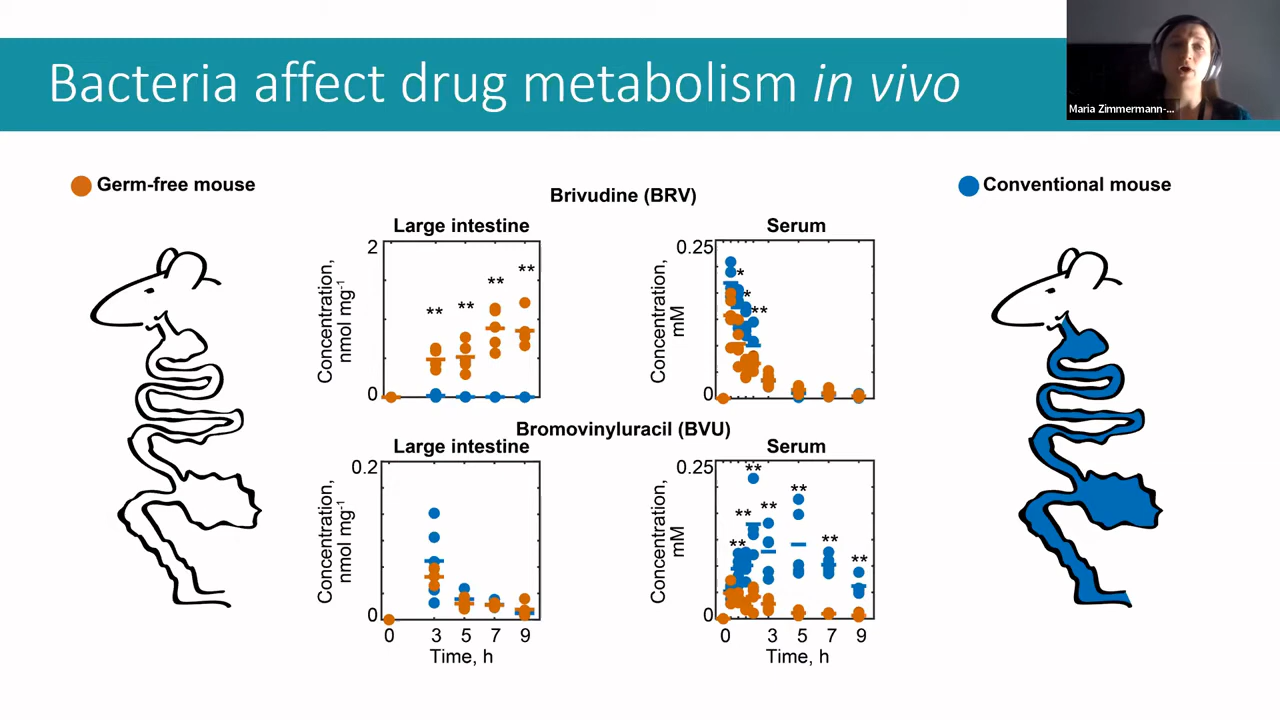 Bacteria affect drug metabolism in vivo
Maria Zimmermann-...
Germ-free mouse
Conventional mouse
Brivudine (BRV)
Large intestine
Serum
Concentration,
nmol mg-1
2
0
** ** ** **
Concentration,
mM
0.25
0
* * **
Bromovinyluracil (BVU)
Large intestine
Serum
Concentration,
nmol mg-1
0.2
0
0 3 5 7 9
Time, h
Concentration,
mM
0.25
0
** ** ** ** ** ** **
0 3 5 7 9
Time, h